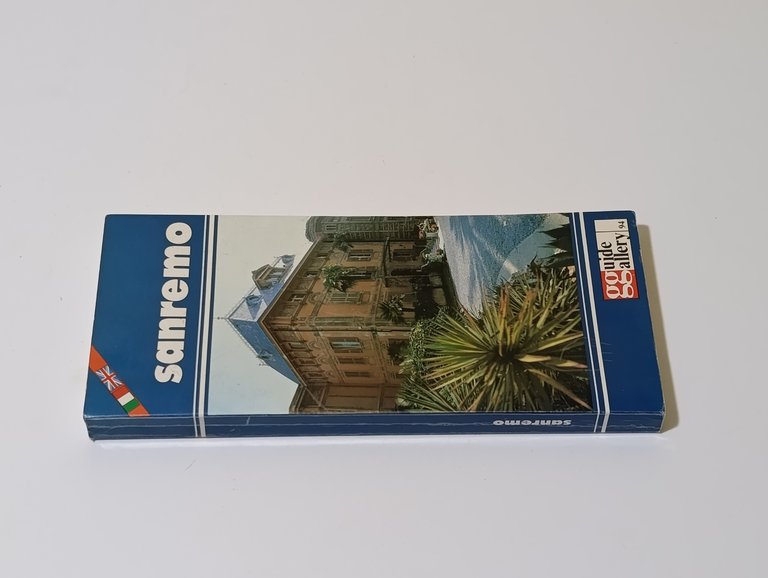 sanremo
guide
gallery
94
sanremo